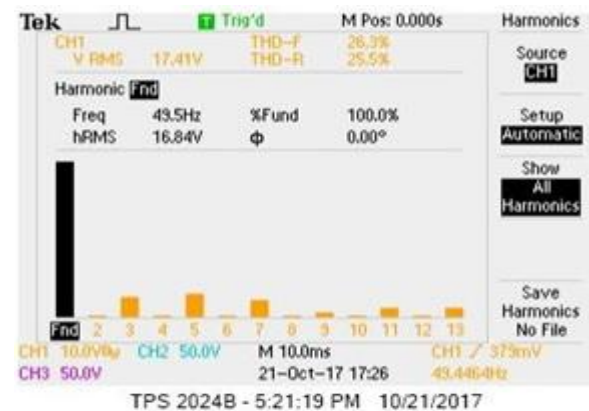 Tek T Trig'd M Pos: 0.000s Harmonics
CH1 THD-F 26.3%
V RMS 17.41V THD-R 25.5%
Source
CH1
Harmonic Fnd
Freq 49.5Hz %Fund 100.0%
hRMS 16.84V Φ 0.00°
Setup
Automatic
Show
All
Harmonics
Save
Harmonics
No File
Fnd 2 3 4 5 6 7 8 9 10 11 12 13
CH1 10.0V CH2 50.0V M 10.0ms CH1 / 379mV
CH3 50.0V 21-Oct-17 17:26 49.4464Hz
TPS 2024B - 5:21:19 PM 10/21/2017